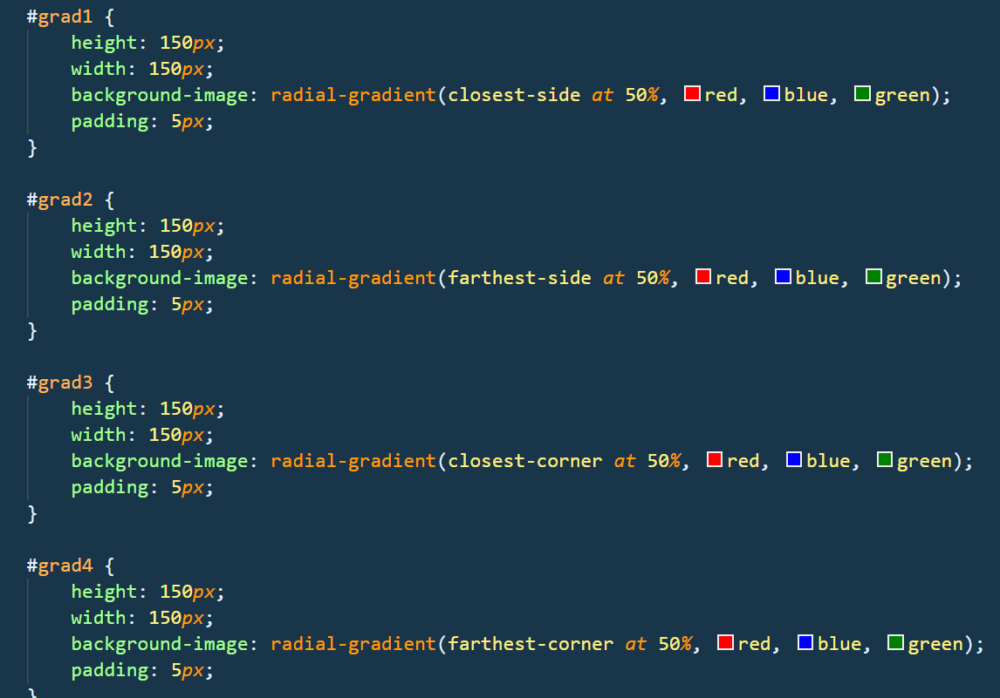 #grad1 {
    height: 150px;
    width: 150px;
    background-image: radial-gradient(closest-side at 50%, red, blue, green);
    padding: 5px;
}

#grad2 {
    height: 150px;
    width: 150px;
    background-image: radial-gradient(farthest-side at 50%, red, blue, green);
    padding: 5px;
}

#grad3 {
    height: 150px;
    width: 150px;
    background-image: radial-gradient(closest-corner at 50%, red, blue, green);
    padding: 5px;
}

#grad4 {
    height: 150px;
    width: 150px;
    background-image: radial-gradient(farthest-corner at 50%, red, blue, green);
    padding: 5px;
}